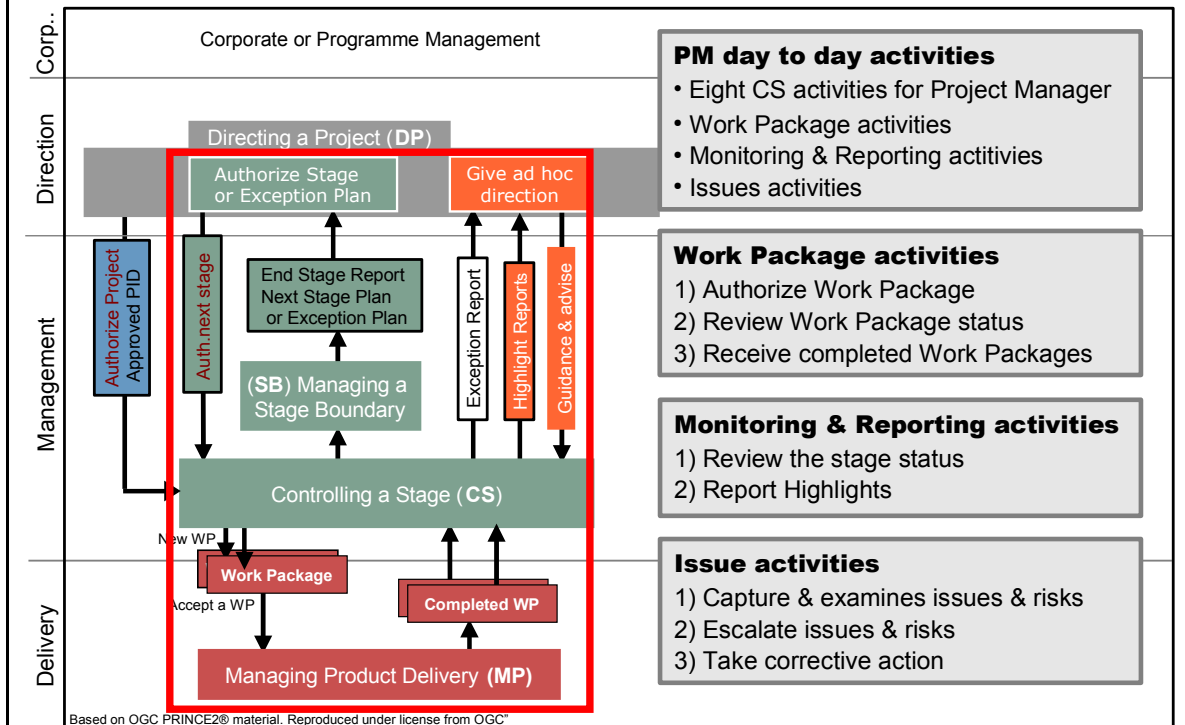 Corp..
Corporate or Programme Management
Direction
Directing a Project (DP)
Authorize Stage
or Exception Plan
Give ad hoc
direction
Management
Authorize Project
Approved PID
Auth.next stage
End Stage Report
Next Stage Plan
or Exception Plan
(SB) Managing a
Stage Boundary
Exception Report
Highlight Reports
Guidance & advise
Controlling a Stage (CS)
New WP
Work Package
Accept a WP
Completed WP
Delivery
Managing Product Delivery (MP)
Based on OGC PRINCE2® material. Reproduced under license from OGC”
PM day to day activities
• Eight CS activities for Project Manager
• Work Package activities
• Monitoring & Reporting actitivies
• Issues activities
Work Package activities
1) Authorize Work Package
2) Review Work Package status
3) Receive completed Work Packages
Monitoring & Reporting activities
1) Review the stage status
2) Report Highlights
Issue activities
1) Capture & examines issues & risks
2) Escalate issues & risks
3) Take corrective action